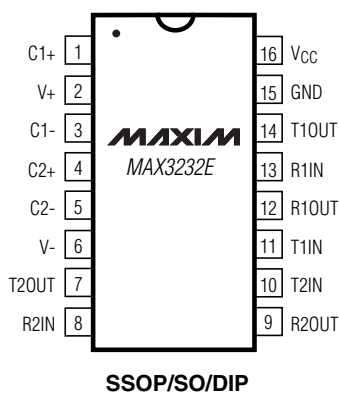 C1+ 1 16 VCC
V+ 2 15 GND
C1- 3 MAXIM 14 T1OUT
C2+ 4 MAX3232E 13 R1IN
C2- 5 12 R1OUT
V- 6 11 T1IN
T2OUT 7 10 T2IN
R2IN 8 9 R2OUT
SSOP/SO/DIP